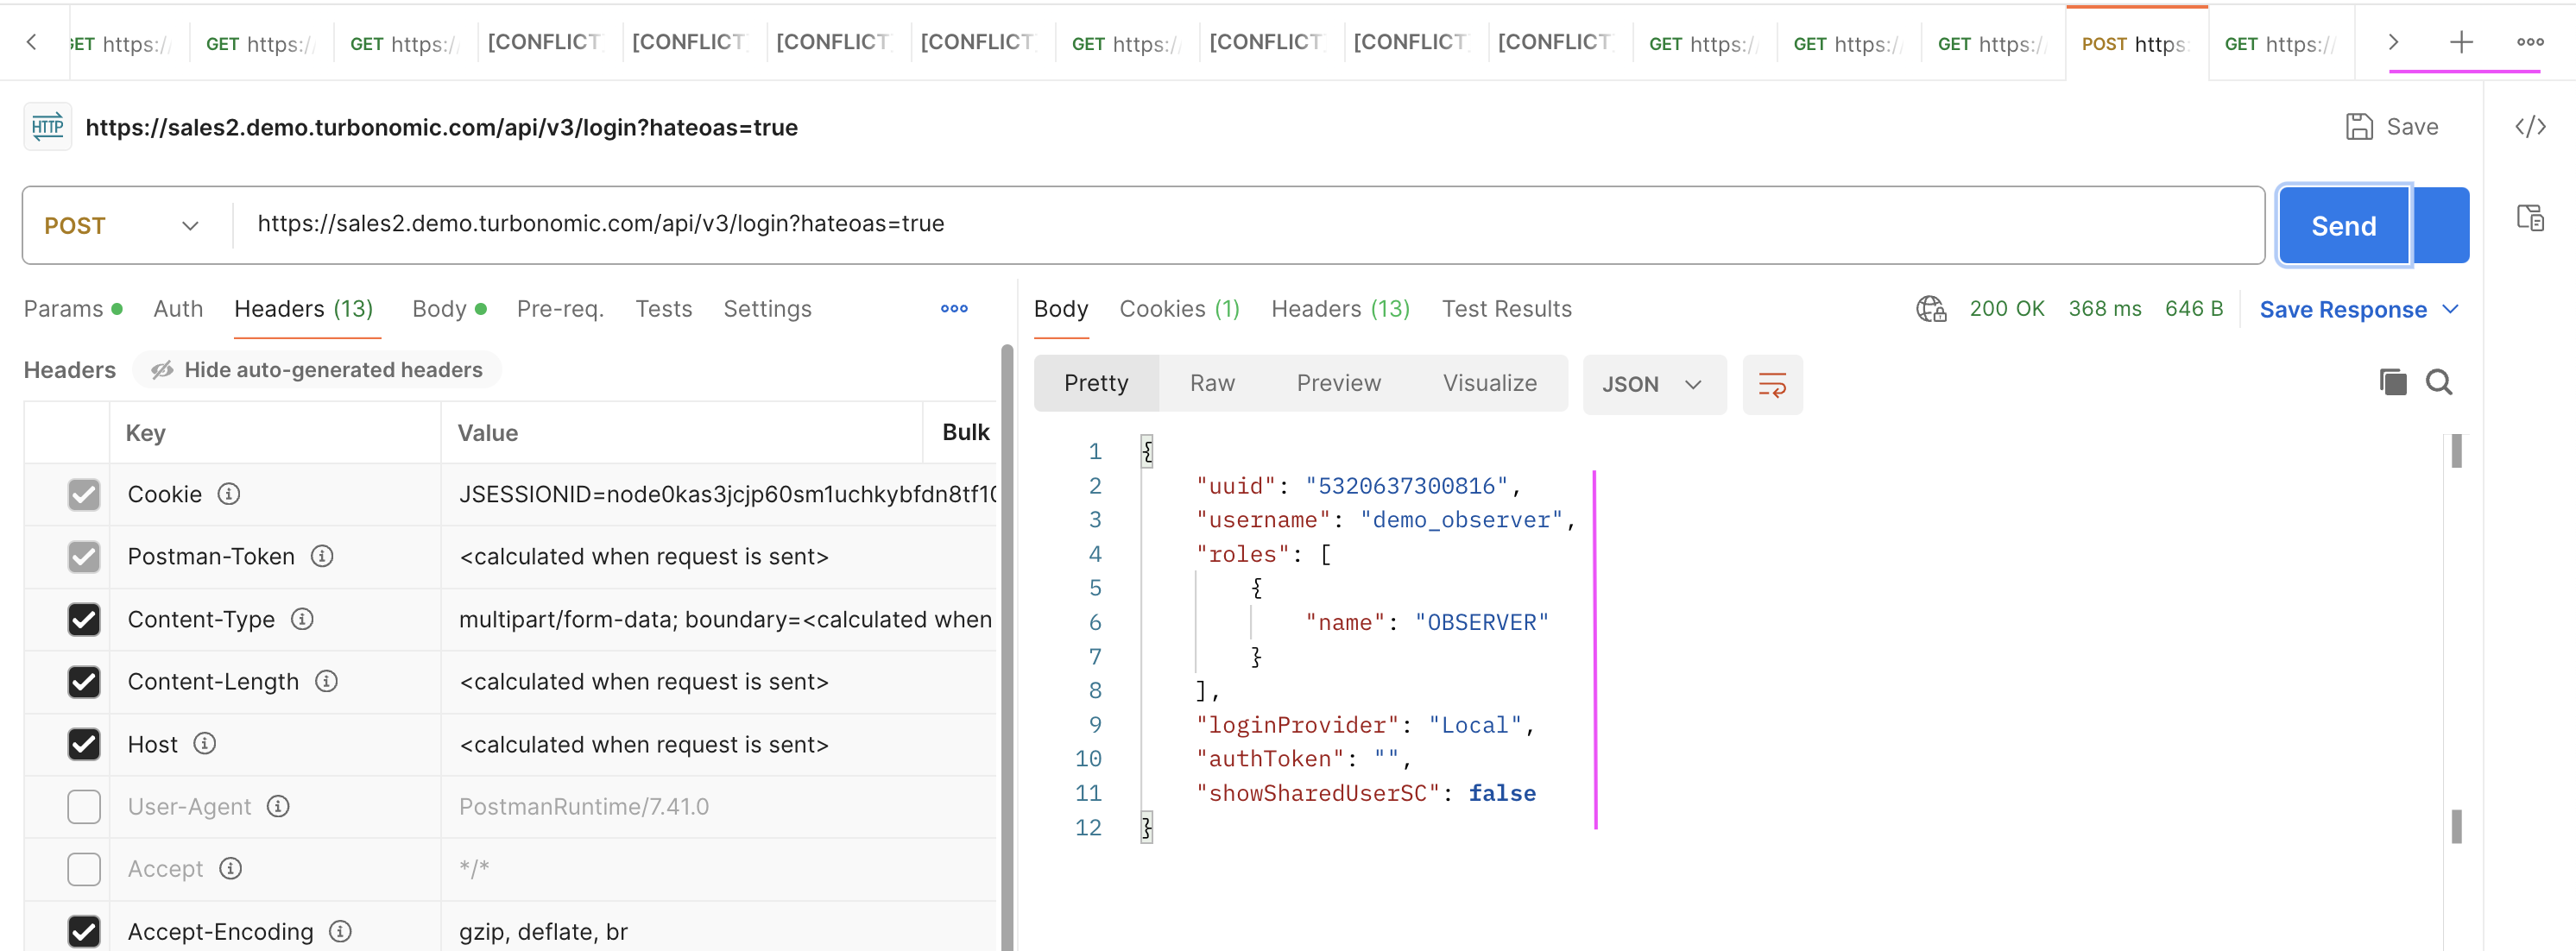 GET https:/
GET https:/
GET https:/
[CONFLICT
[CONFLICT
[CONFLICT
[CONFLICT
GET https:/
[CONFLICT
[CONFLICT
[CONFLICT
GET https:/
GET https:/
GET https:/
POST https
GET https://
HTTP
https://sales2.demo.turbonomic.com/api/v3/login?hateoas=true
Save
</>
POST
https://sales2.demo.turbonomic.com/api/v3/login?hateoas=true
Send
Params
Auth
Headers (13)
Body
Pre-req.
Tests
Settings
Headers
Hide auto-generated headers
Key
Value
Bulk
Cookie
JSESSIONID=node0kas3jcjp60sm1uchkybfdn8tf10
Postman-Token
<calculated when request is sent>
Content-Type
multipart/form-data; boundary=<calculated when
Content-Length
<calculated when request is sent>
Host
<calculated when request is sent>
User-Agent
PostmanRuntime/7.41.0
Accept
*/*
Accept-Encoding
gzip, deflate, br
Body
Cookies (1)
Headers (13)
Test Results
200 OK
368 ms
646 B
Save Response
Pretty
Raw
Preview
Visualize
JSON
1 {
2 "uuid": "5320637300816",
3 "username": "demo_observer",
4 "roles": [
5 {
6 "name": "OBSERVER"
7 }
8 ],
9 "loginProvider": "Local",
10 "authToken": "",
11 "showSharedUserSC": false
12 }